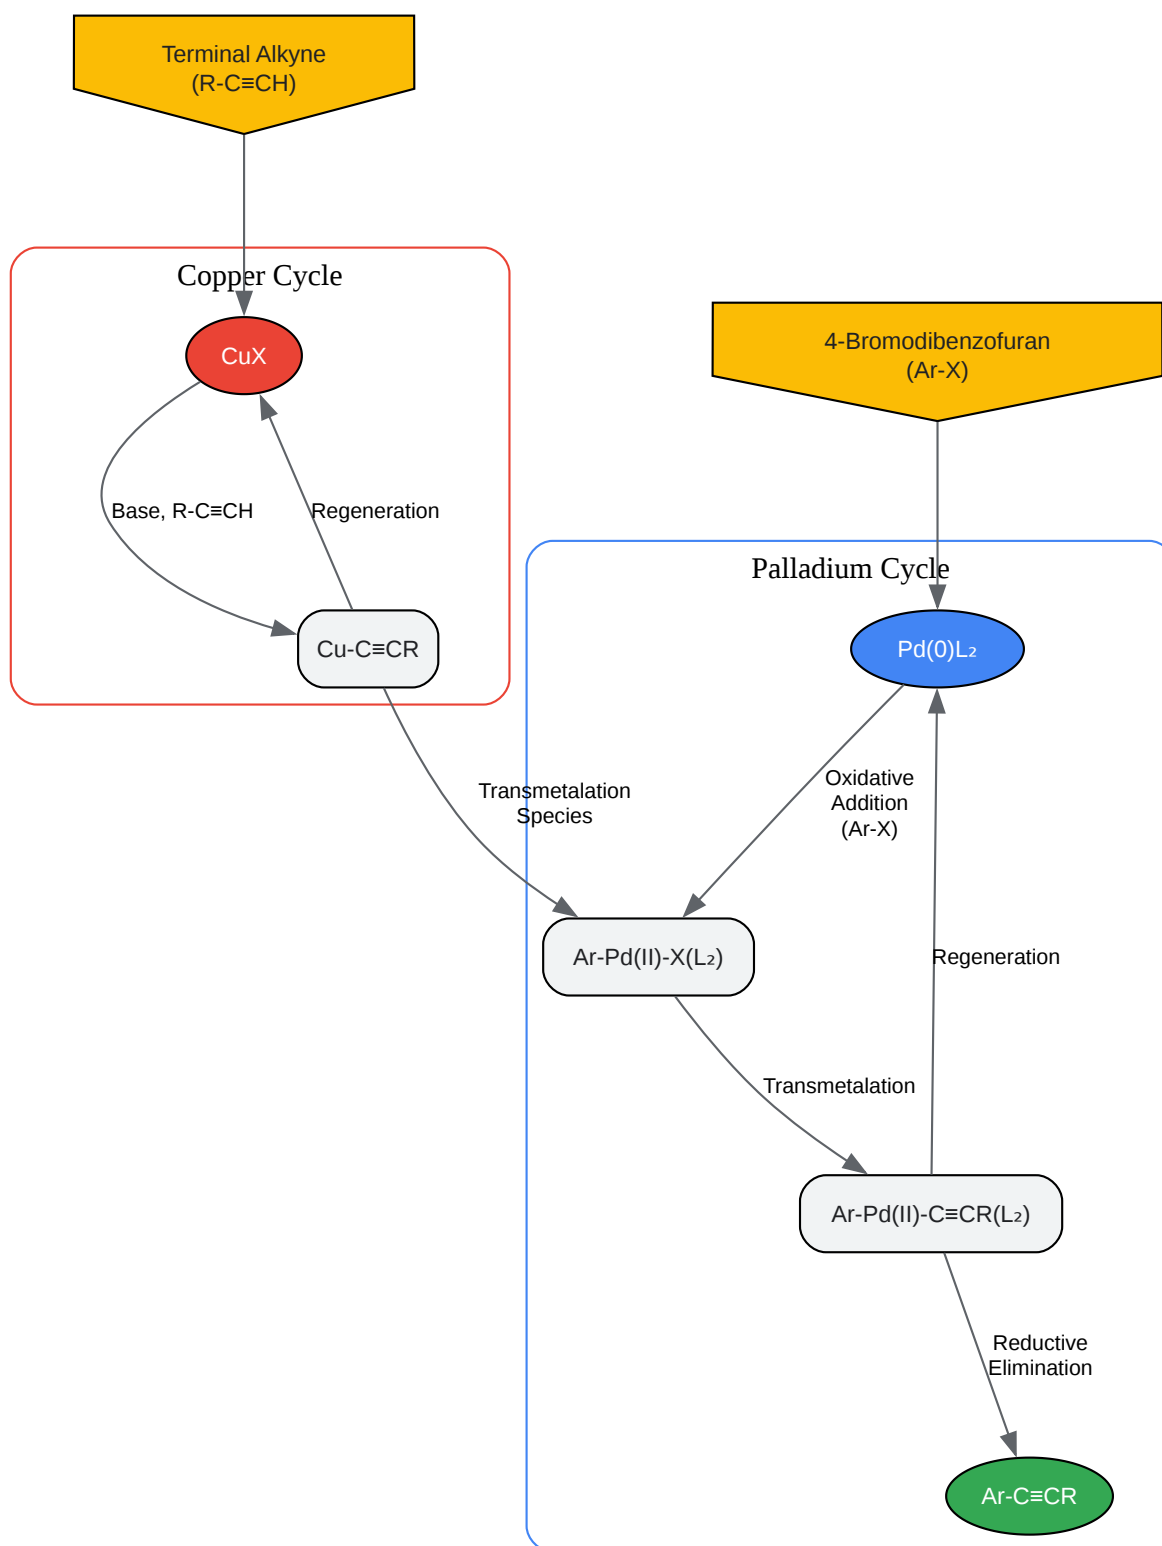 Terminal Alkyne
(R-C≡CH)
Copper Cycle
CuX
4-Bromodibenzofuran
(Ar-X)
Base, R-C≡CH
Regeneration
Palladium Cycle
Cu-C≡CR
Pd(0)L₂
Transmetalation
Species
Oxidative
Addition
(Ar-X)
Ar-Pd(II)-X(L₂)
Regeneration
Transmetalation
Ar-Pd(II)-C≡CR(L₂)
Reductive
Elimination
Ar-C≡CR